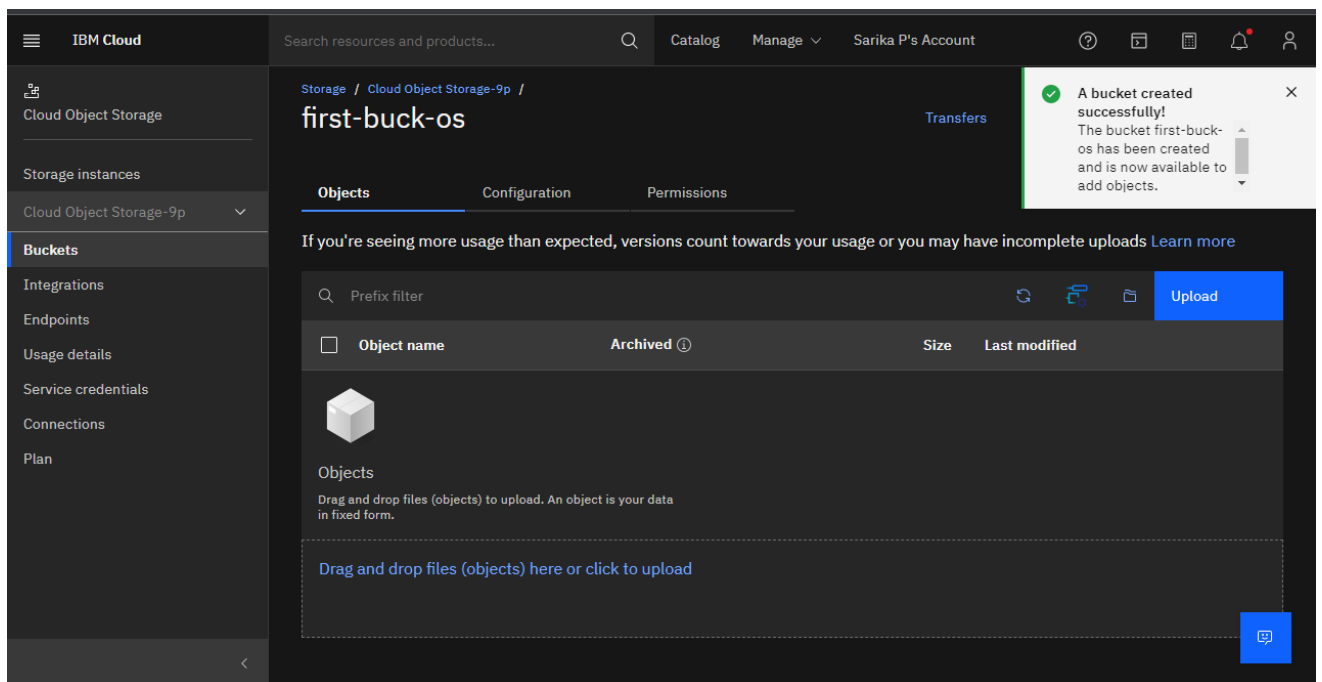 IBM Cloud
Search resources and products...
Catalog
Manage
Sarika P's Account
Cloud Object Storage
Storage instances
Cloud Object Storage-9p
Buckets
Integrations
Endpoints
Usage details
Service credentials
Connections
Plan
Storage / Cloud Object Storage-9p /
first-buck-os
Transfers
A bucket created
successfully!
The bucket first-buck-
os has been created
and is now available to
add objects.
Objects
Configuration
Permissions
If you're seeing more usage than expected, versions count towards your usage or you may have incomplete uploads Learn more
Prefix filter
Upload
Object name
Archived
Size
Last modified
Objects
Drag and drop files (objects) to upload. An object is your data
in fixed form.
Drag and drop files (objects) here or click to upload